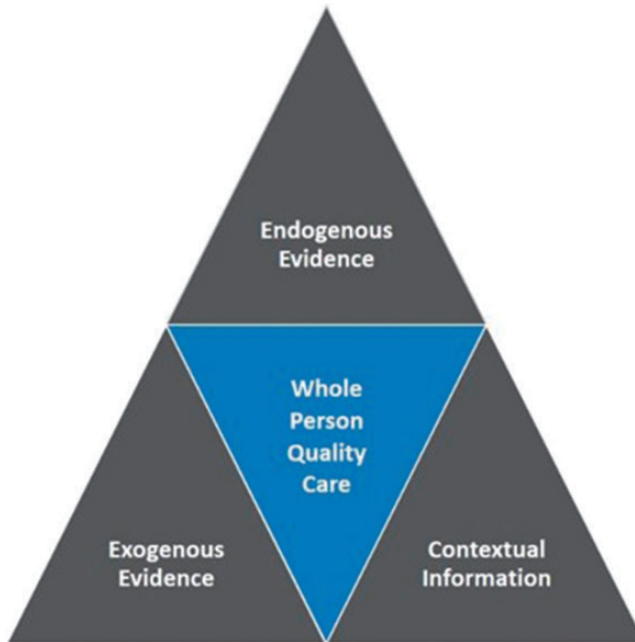 Endogenous
Evidence
Whole
Person
Quality
Care
Exogenous
Evidence
Contextual
Information